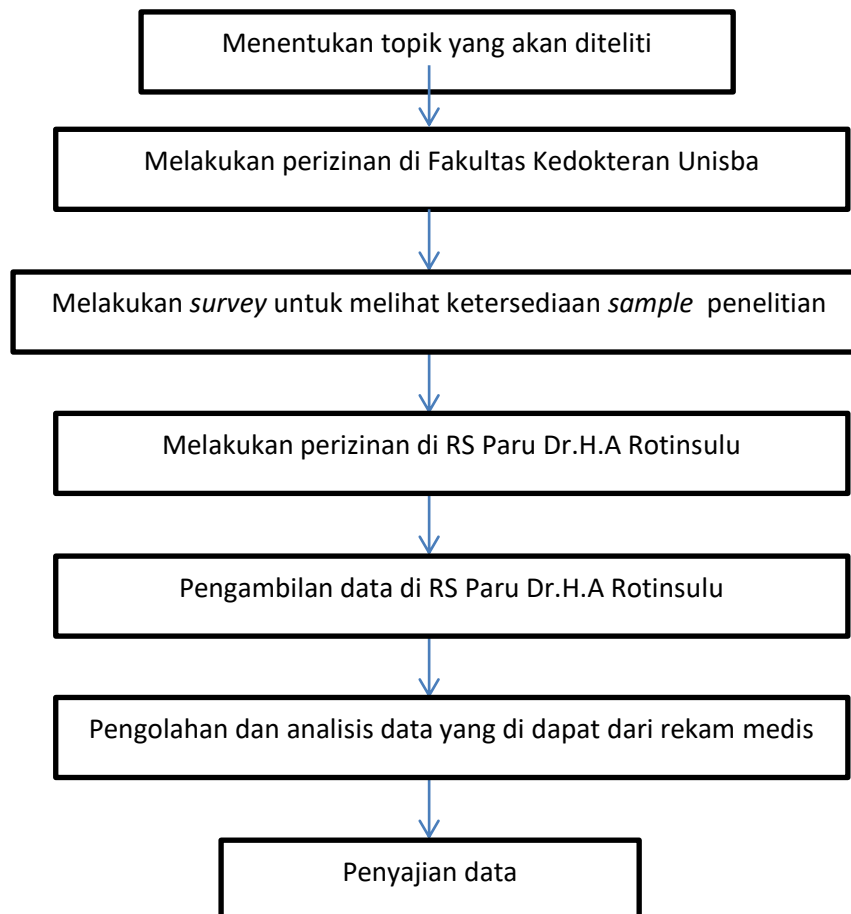 Menentukan topik yang akan diteliti
Melakukan perizinan di Fakultas Kedokteran Unisba
Melakukan survey untuk melihat ketersediaan sample penelitian
Melakukan perizinan di RS Paru Dr.H.A Rotinsulu
Pengambilan data di RS Paru Dr.H.A Rotinsulu
Pengolahan dan analisis data yang di dapat dari rekam medis
Penyajian data